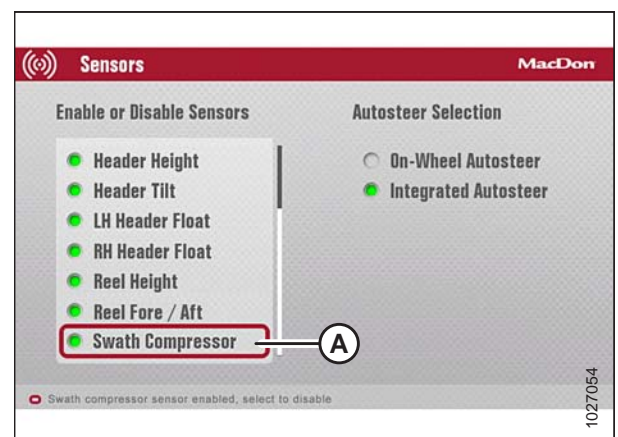 Sensors
MacDon
Enable or Disable Sensors
Header Height
Header Tilt
LH Header Float
RH Header Float
Reel Height
Reel Fore / Aft
Swath Compressor
Autosteer Selection
On-Wheel Autosteer
Integrated Autosteer
A
Swath compressor sensor enabled, select to disable
1027054